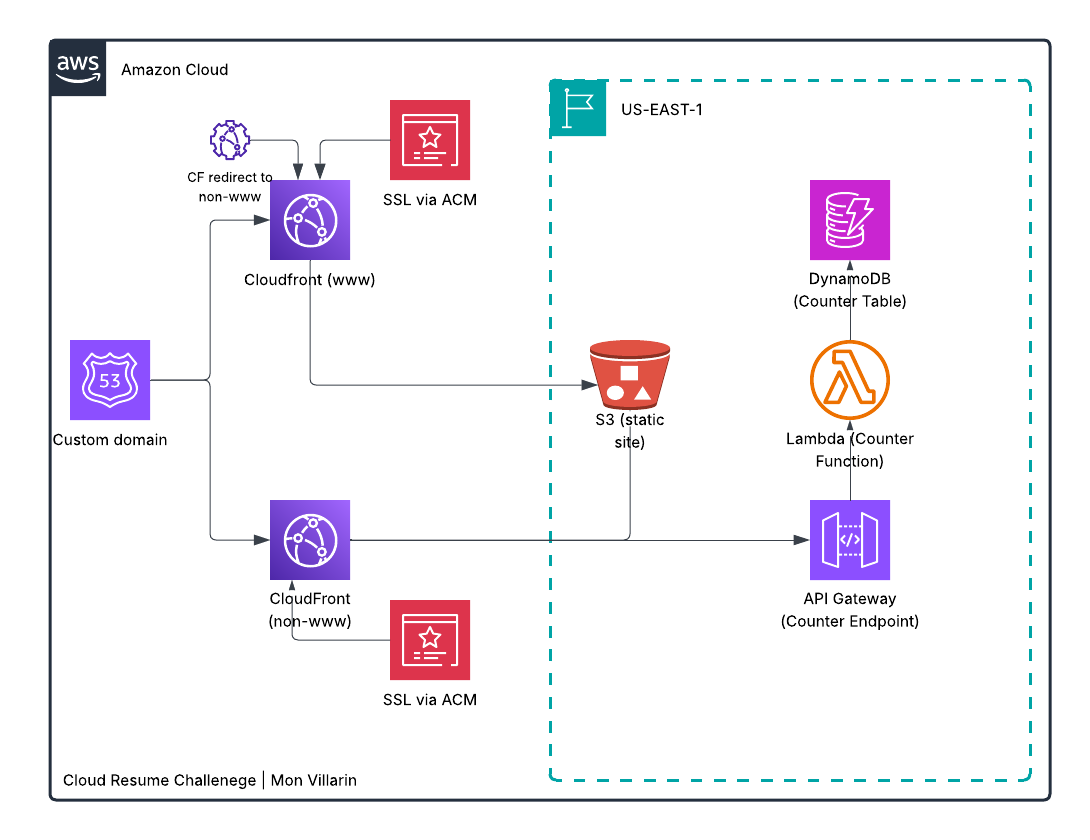 aws
Amazon Cloud
US-EAST-1
CF redirect to
non-www
SSL via ACM
Cloudfront (www)
DynamoDB
(Counter Table)
53
Custom domain
S3 (static
site)
Lambda (Counter
Function)
CloudFront
(non-www)
</>
API Gateway
(Counter Endpoint)
SSL via ACM
Cloud Resume Challenege | Mon Villarin